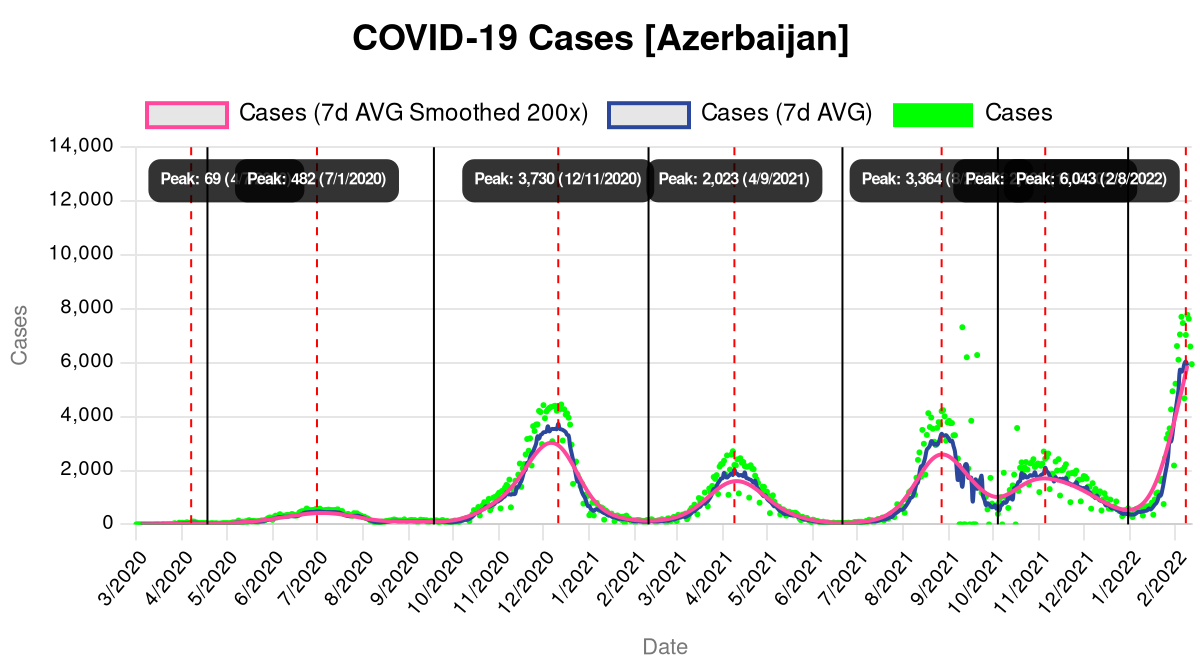 COVID-19 Cases [Azerbaijan]
Cases (7d AVG Smoothed 200x) Cases (7d AVG) Cases
14,000
12,000
10,000
8,000
6,000
4,000
2,000
0
Cases
Peak: 69 (4/
Peak: 482 (7/1/2020)
Peak: 3,730 (12/11/2020)
Peak: 2,023 (4/9/2021)
Peak: 3,364 (8/
Peak: 2
Peak: 6,043 (2/8/2022)
3/2020 4/2020 5/2020 6/2020 7/2020 8/2020 9/2020 10/2020 11/2020 12/2020 1/2021 2/2021 3/2021 4/2021 5/2021 6/2021 7/2021 8/2021 9/2021 10/2021 11/2021 12/2021 1/2022 2/2022
Date